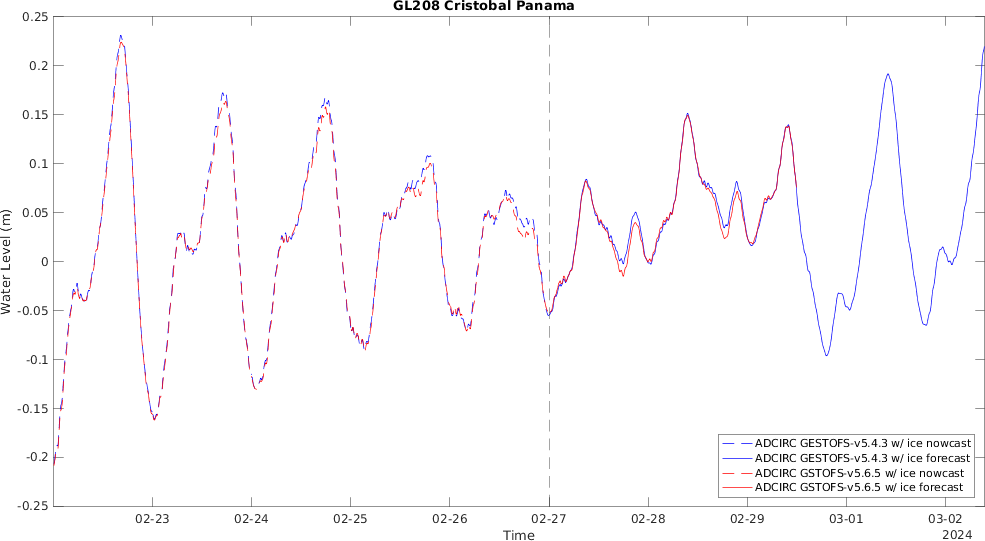 GL208 Cristobal Panama
0.25
0.2
0.15
0.1
0.05
0
-0.05
-0.1
-0.15
-0.2
-0.25
Water Level (m)
ADCIRC GESTOFS-v5.4.3 w/ ice nowcast
ADCIRC GESTOFS-v5.4.3 w/ ice forecast
ADCIRC GSTOFS-v5.6.5 w/ ice nowcast
ADCIRC GSTOFS-v5.6.5 w/ ice forecast
02-23 02-24 02-25 02-26 02-27 02-28 02-29 03-01 03-02
Time
2024